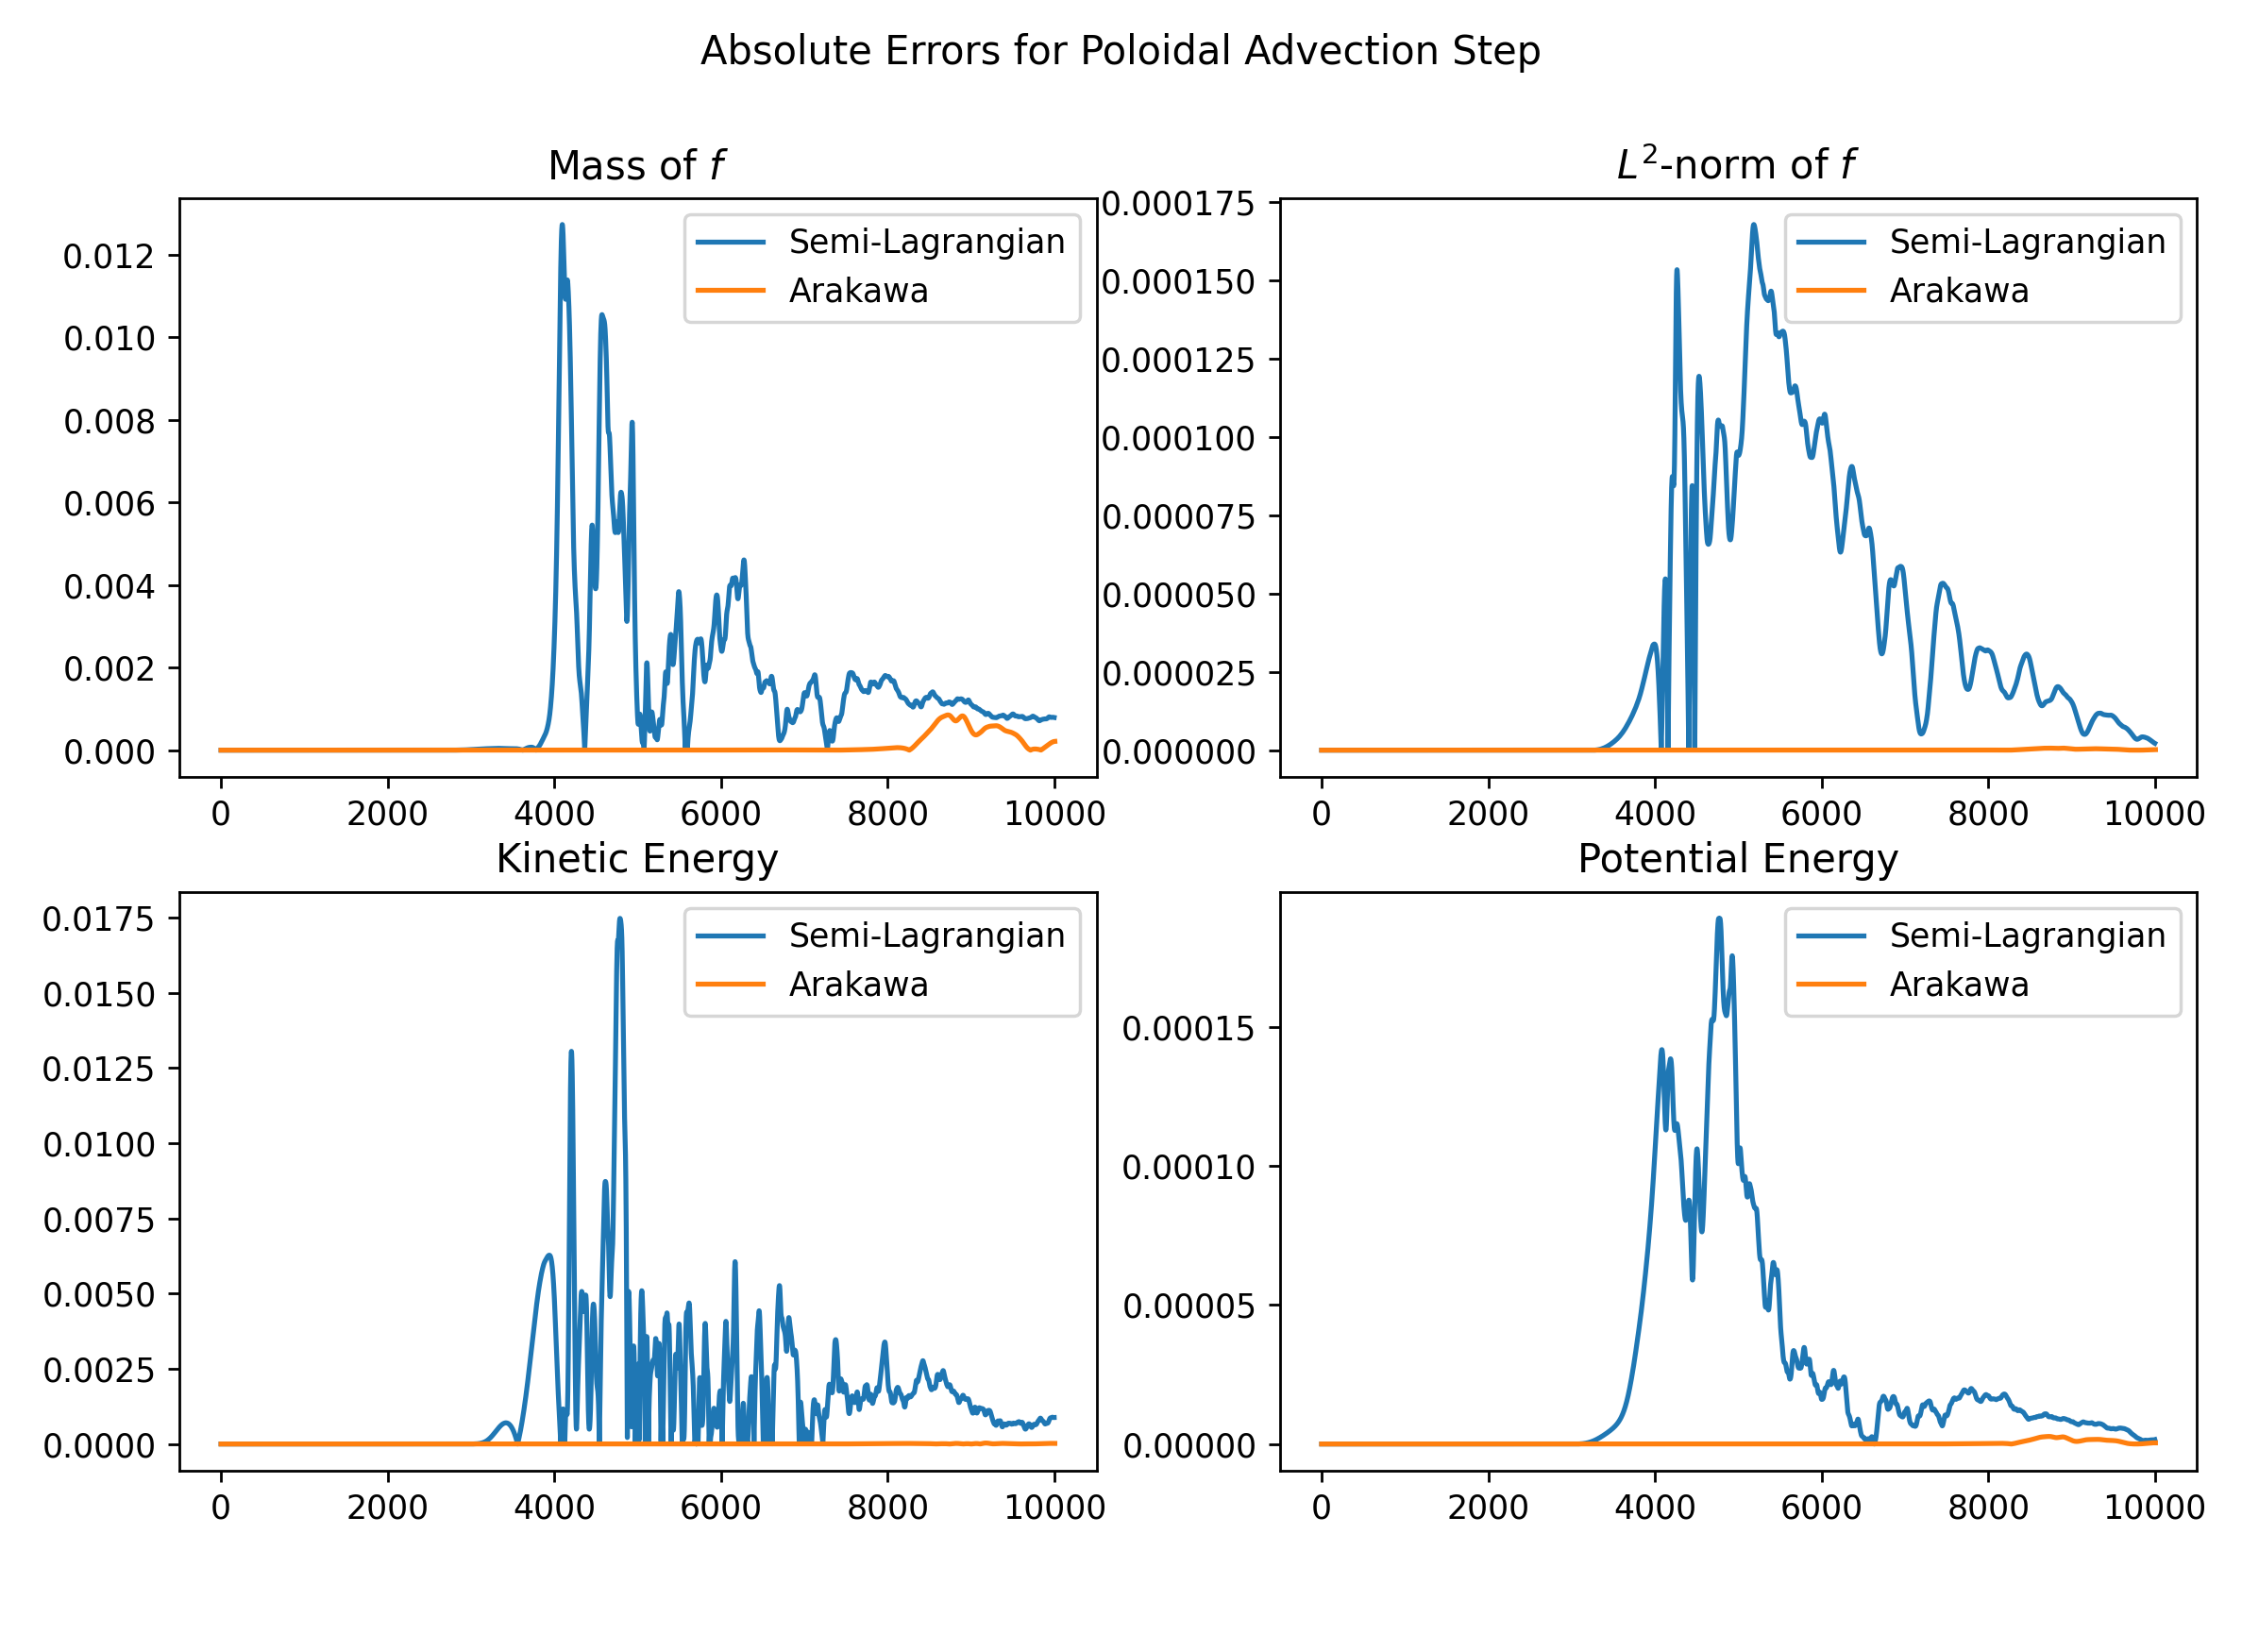 Absolute Errors for Poloidal Advection Step
Mass of f
0.012
0.010
0.008
0.006
0.004
0.002
0.000
0 2000 4000 6000 8000 10000
Semi-Lagrangian
Arakawa
L²-norm of f
0.000175
0.000150
0.000125
0.000100
0.000075
0.000050
0.000025
0.000000
0 2000 4000 6000 8000 10000
Semi-Lagrangian
Arakawa
Kinetic Energy
0.0175
0.0150
0.0125
0.0100
0.0075
0.0050
0.0025
0.0000
0 2000 4000 6000 8000 10000
Semi-Lagrangian
Arakawa
Potential Energy
0.00015
0.00010
0.00005
0.00000
0 2000 4000 6000 8000 10000
Semi-Lagrangian
Arakawa